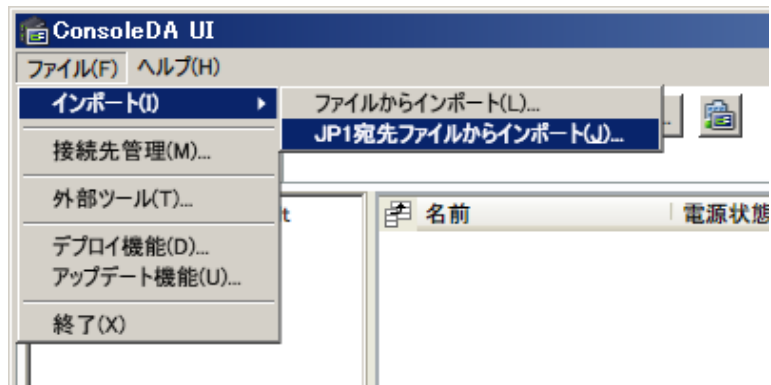 ConsoleDA UI
ファイル(F) ヘルプ(H)
インポート(I)
ファイルからインポート(L)...
JP1宛先ファイルからインポート(J)...
接続先管理(M)...
外部ツール(T)...
デプロイ機能(D)...
アップデート機能(U)...
終了(X)
t
名前
電源状態